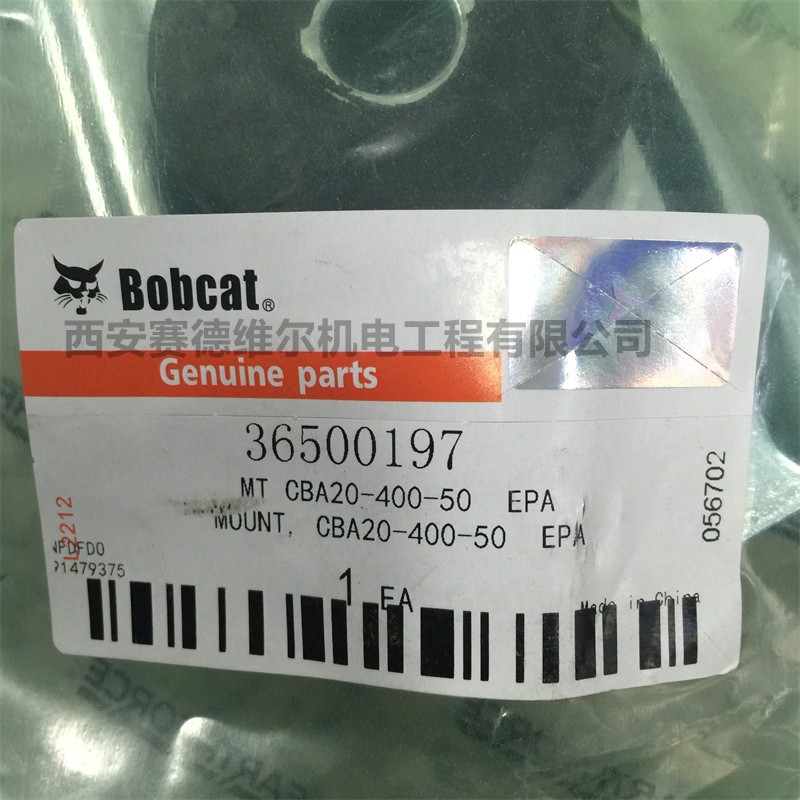 Bobcat®
西安赛德维尔机电工程有限公司
Genuine parts
36500197
MT CBA20-400-50 EPA
MOUNT, CBA20-400-50 EPA
056702
L2212
91479375
1 EA
Made in China